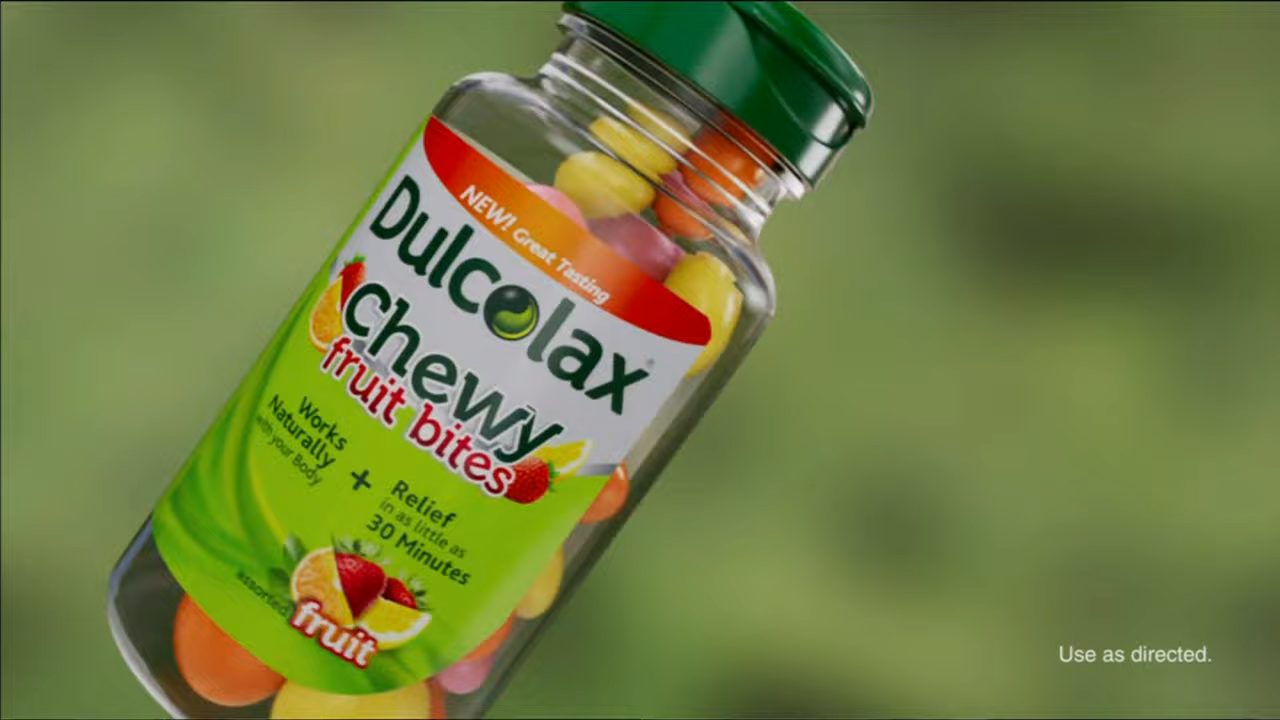 NEW! Great Tasting
Dulcolax®
chewy
fruit bites
Works
Naturally
with your Body
+
Relief
in as little as
30 Minutes
assorted
fruit
Use as directed.